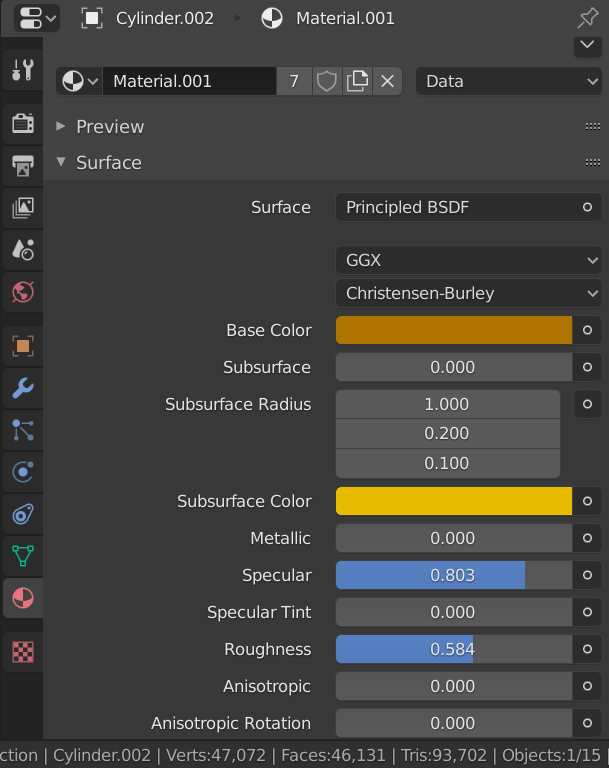 Cylinder.002 Material.001
Material.001 7 Data
Preview
Surface
Surface Principled BSDF
GGX
Christensen-Burley
Base Color
Subsurface 0.000
Subsurface Radius 1.000
0.200
0.100
Subsurface Color
Metallic 0.000
Specular 0.803
Specular Tint 0.000
Roughness 0.584
Anisotropic 0.000
Anisotropic Rotation 0.000
ction | Cylinder.002 | Verts:47,072 | Faces:46,131 | Tris:93,702 | Objects:1/15 |